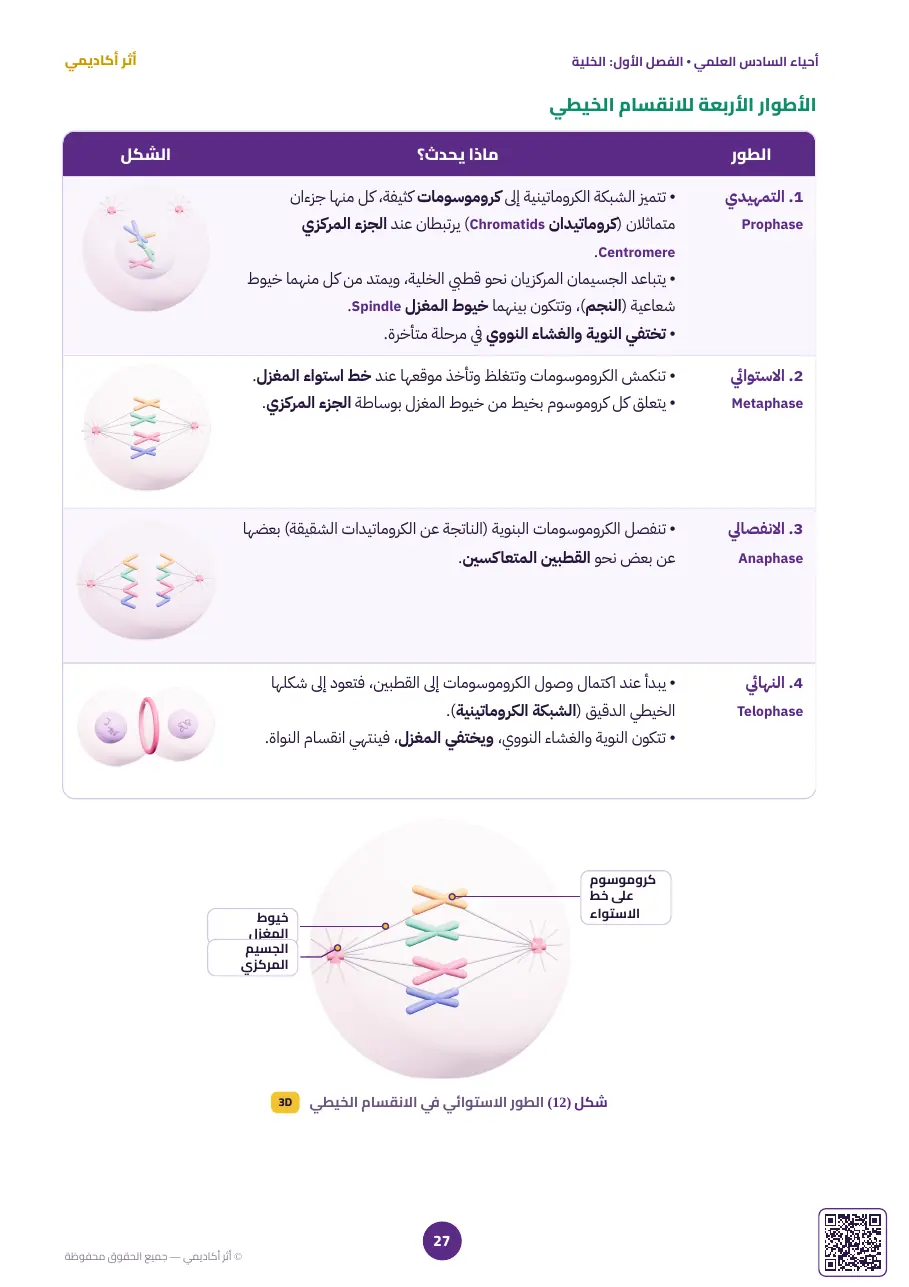 أحياء السادس العلمي • الفصل الأول: الخلية
أثر أكاديمي
الأطوار الأربعة للانقسام الخيطي
الطور
ماذا يحدث؟
الشكل
1. التمهيدي
Prophase
• تتميز الشبكة الكروماتينية إلى كروموسومات كثيفة، كل منها جزءان
متماثلان (كروماتيدان Chromatids) يرتبطان عند الجزء المركزي
Centromere.
• يتباعد الجسيمان المركزيان نحو قطبي الخلية، ويمتد من كل منهما خيوط
شعاعية (النجم)، وتتكون بينهما خيوط المغزل Spindle.
• تختفي النوية والغشاء النووي في مرحلة متأخرة.
2. الاستوائي
Metaphase
• تنكمش الكروموسومات وتتغلظ وتأخذ موقعها عند خط استواء المغزل.
• يتعلق كل كروموسوم بخيط من خيوط المغزل بوساطة الجزء المركزي.
3. الانفصالي
Anaphase
• تنفصل الكروموسومات البنوية (الناتجة عن الكروماتيدات الشقيقة) بعضها
عن بعض نحو القطبين المتعاكسين.
4. النهائي
Telophase
• يبدأ عند اكتمال وصول الكروموسومات إلى القطبين، فتعود إلى شكلها
الخيطي الدقيق (الشبكة الكروماتينية).
• تتكون النوية والغشاء النووي، ويختفي المغزل، فينتهي انقسام النواة.
كروموسوم
على خط
الاستواء
خيوط
المغزل
الجسيم
المركزي
شكل (12) الطور الاستوائي في الانقسام الخيطي 3D
27
© أثر أكاديمي — جميع الحقوق محفوظة